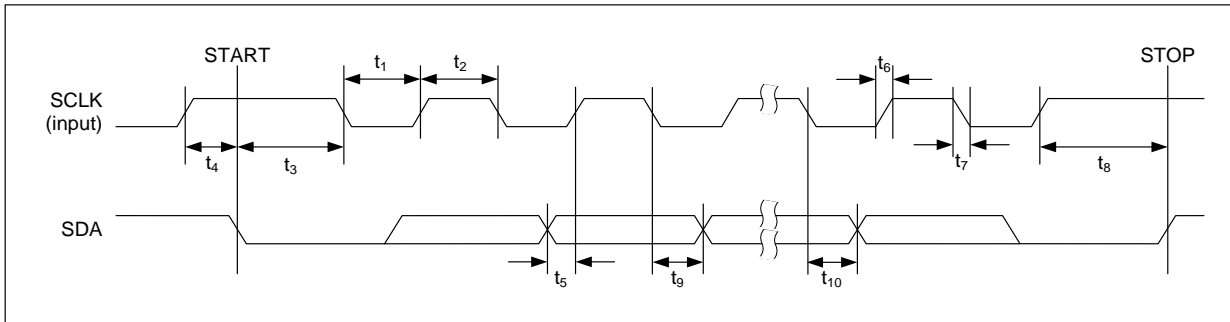 START
STOP
t1
t2
t6
SCLK
(input)
t4
t3
t7
t8
SDA
t5
t9
t10